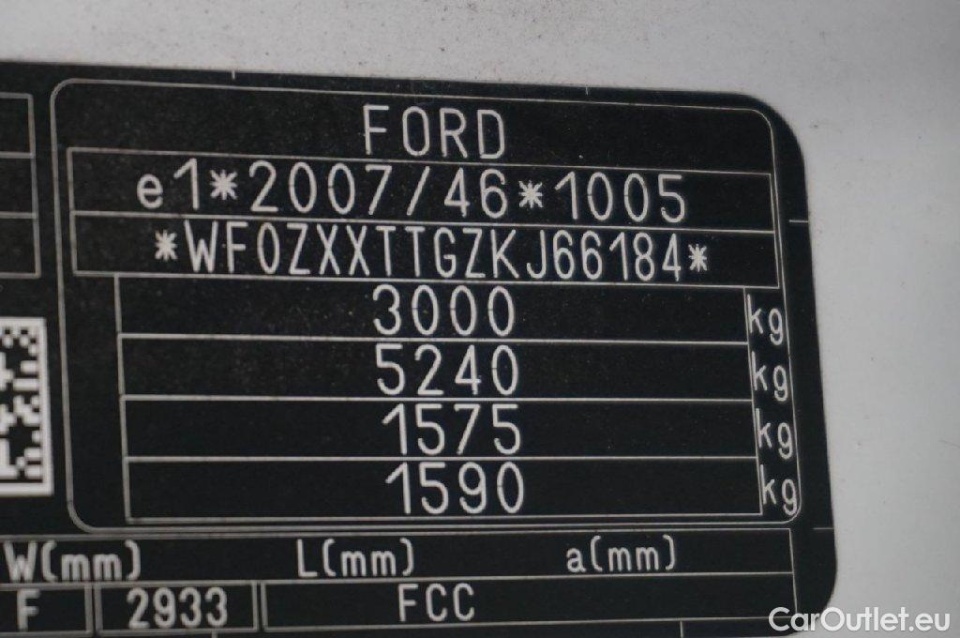 FORD
e1*2007/46*1005
*WF0ZXXTTGZKJ66184*
3000 kg
5240 kg
1575 kg
1590 kg
W(mm) L(mm) a(mm)
F 2933 FCC
CarOutlet.eu